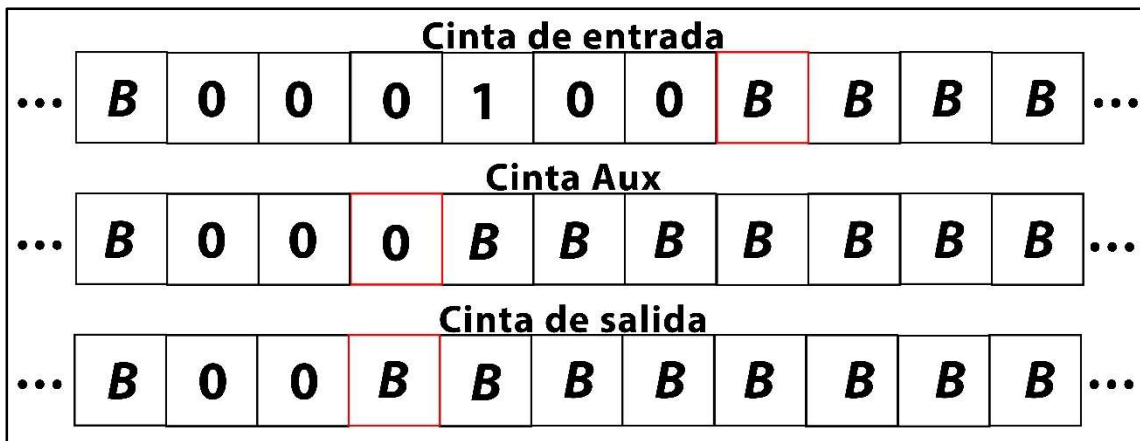 Cinta de entrada
... B 0 0 0 1 0 0 B B B B ...
Cinta Aux
... B 0 0 0 B B B B B B B ...
Cinta de salida
... B 0 0 B B B B B B B B ...